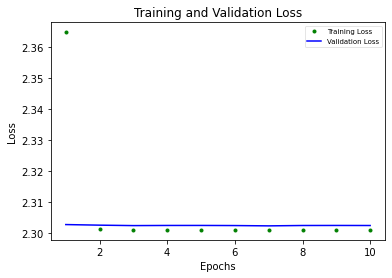 Training and Validation Loss
Training Loss
Validation Loss
2.36
2.35
2.34
2.33
2.32
2.31
2.30
Loss
2
4
6
8
10
Epochs